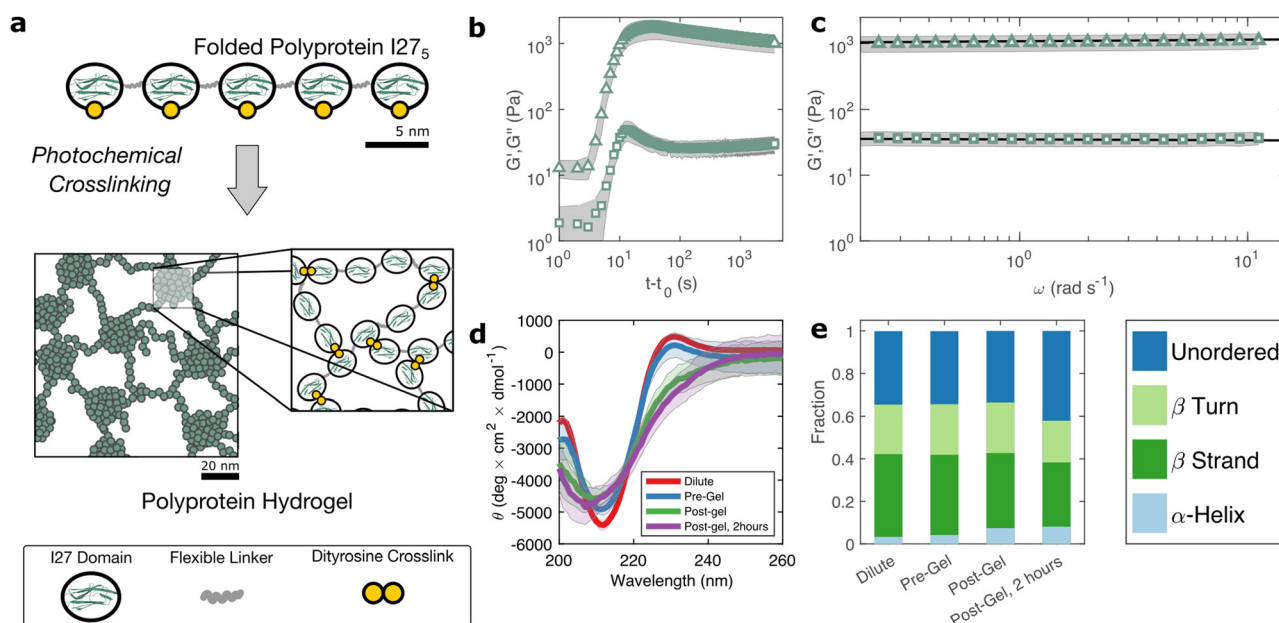 a
Folded Polyprotein I27₅
5 nm
Photochemical
Crosslinking
20 nm
Polyprotein Hydrogel
I27 Domain
Flexible Linker
Dityrosine Crosslink
b
G',G'' (Pa)
10³
10²
10¹
10⁰
10⁰ 10¹ 10² 10³
t-t₀ (s)
c
G',G'' (Pa)
10³
10²
10¹
10⁰
10⁰ 10¹
ω (rad s⁻¹)
d
θ (deg × cm² × dmol⁻¹)
1000
0
-1000
-2000
-3000
-4000
-5000
-6000
200 220 240 260
Wavelength (nm)
Dilute
Pre-Gel
Post-gel
Post-gel, 2hours
e
Fraction
1
0.8
0.6
0.4
0.2
0
Dilute
Pre-Gel
Post-Gel
Post-Gel, 2 hours
Unordered
β Turn
β Strand
α-Helix